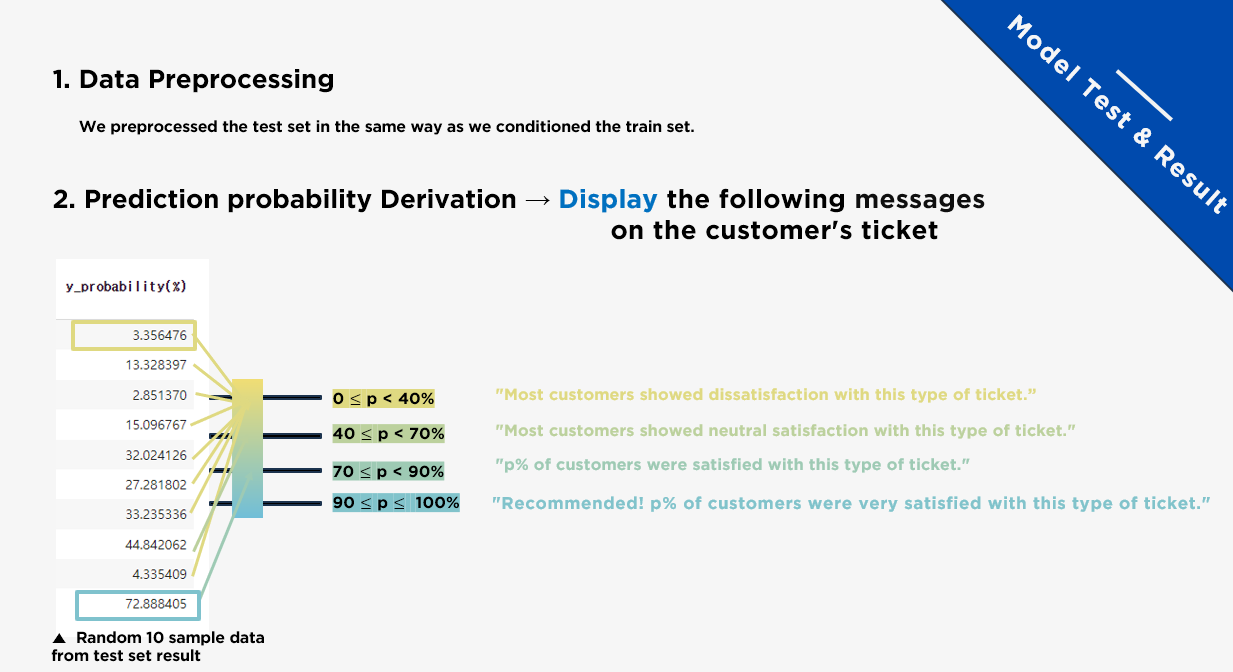 Model Test & Result
1. Data Preprocessing
We preprocessed the test set in the same way as we conditioned the train set.
2. Prediction probability Derivation → Display the following messages
on the customer's ticket
y_probability(%)
3.356476
13.328397
2.851370
15.096767
32.024126
27.281802
33.235336
44.842062
4.335409
72.888405
0 ≤ p < 40%
"Most customers showed dissatisfaction with this type of ticket.”
40 ≤ p < 70%
"Most customers showed neutral satisfaction with this type of ticket."
70 ≤ p < 90%
"p% of customers were satisfied with this type of ticket."
90 ≤ p ≤ 100%
"Recommended! p% of customers were very satisfied with this type of ticket."
▲ Random 10 sample data
from test set result